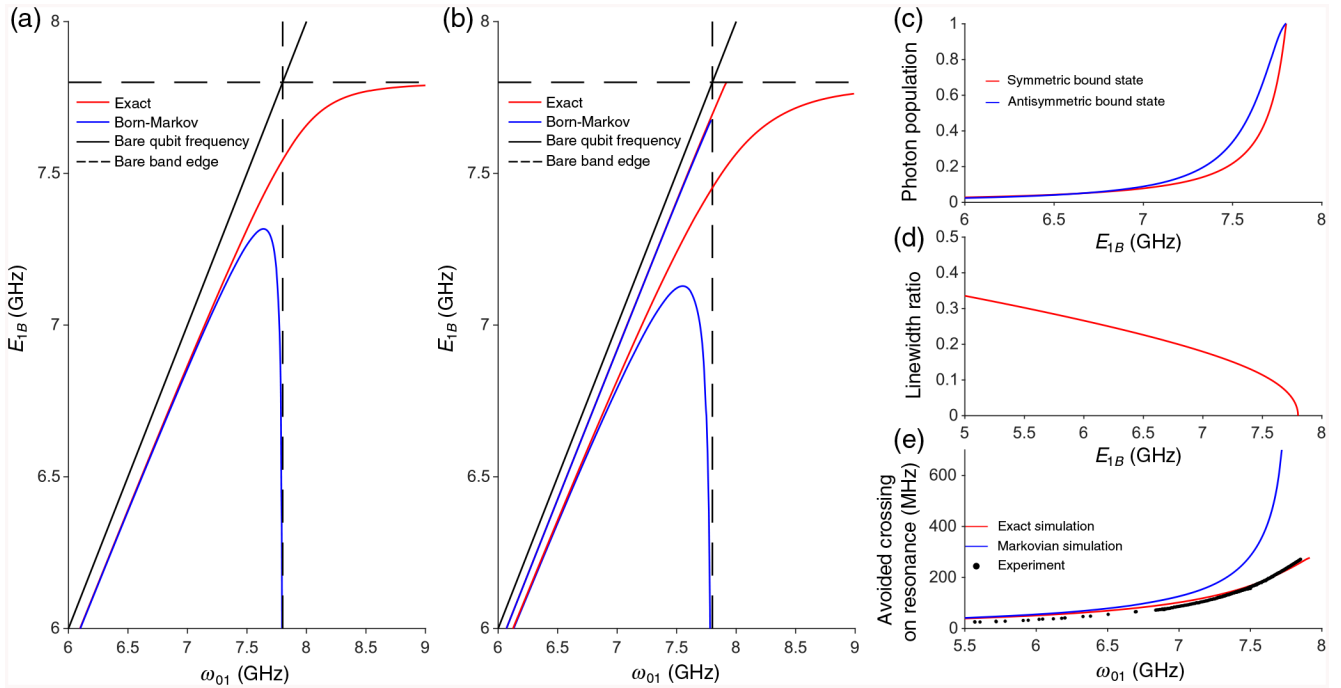 (a)
8
7.5
7
6.5
6
E1B (GHz)
Exact
Born-Markov
Bare qubit frequency
Bare band edge
6 6.5 7 7.5 8 8.5 9
ω01 (GHz)
(b)
8
7.5
7
6.5
6
E1B (GHz)
Exact
Born-Markov
Bare qubit frequency
Bare band edge
6 6.5 7 7.5 8 8.5 9
ω01 (GHz)
(c)
Photon population
1
0.8
0.6
0.4
0.2
0
Symmetric bound state
Antisymmetric bound state
6 6.5 7 7.5 8
E1B (GHz)
(d)
Linewidth ratio
0.5
0.4
0.3
0.2
0.1
0
5 5.5 6 6.5 7 7.5 8
E1B (GHz)
(e)
Avoided crossing
on resonance (MHz)
600
400
200
0
Exact simulation
Markovian simulation
Experiment
5.5 6 6.5 7 7.5 8
ω01 (GHz)